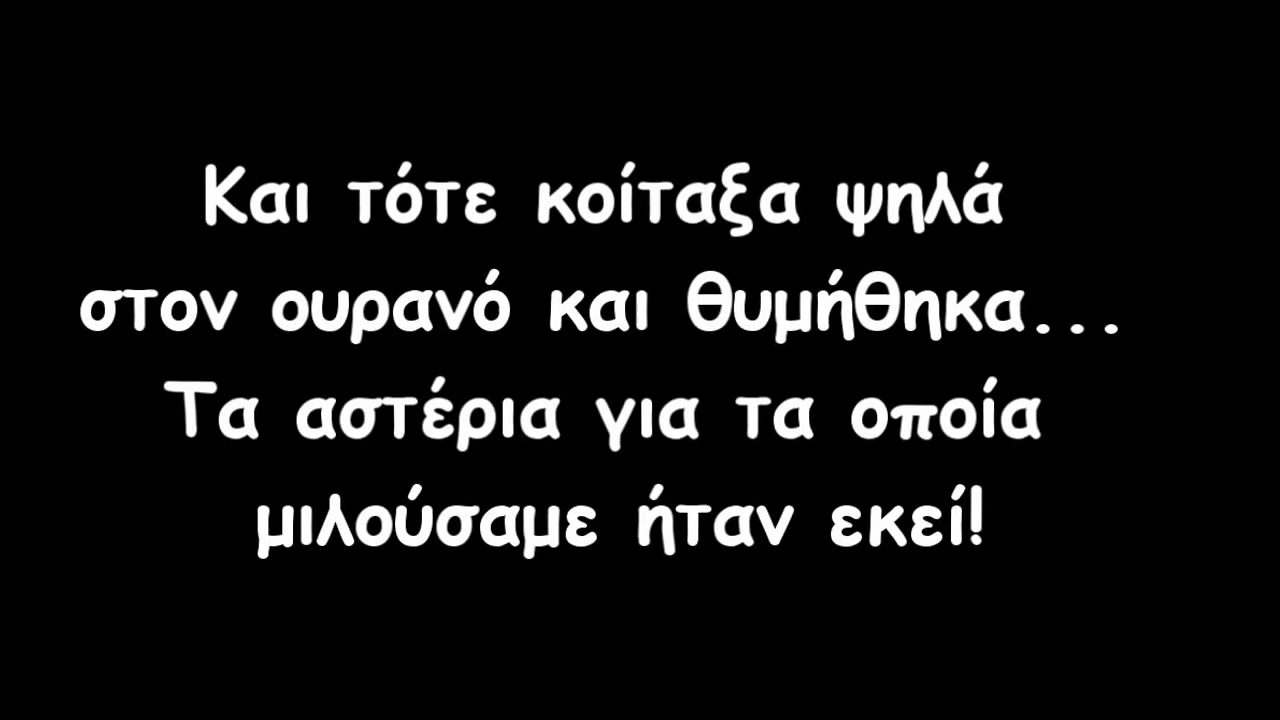 Και τότε κοίταξα ψηλά
στον ουρανό και θυμήθηκα...
Τα αστέρια για τα οποία
μιλούσαμε ήταν εκεί!